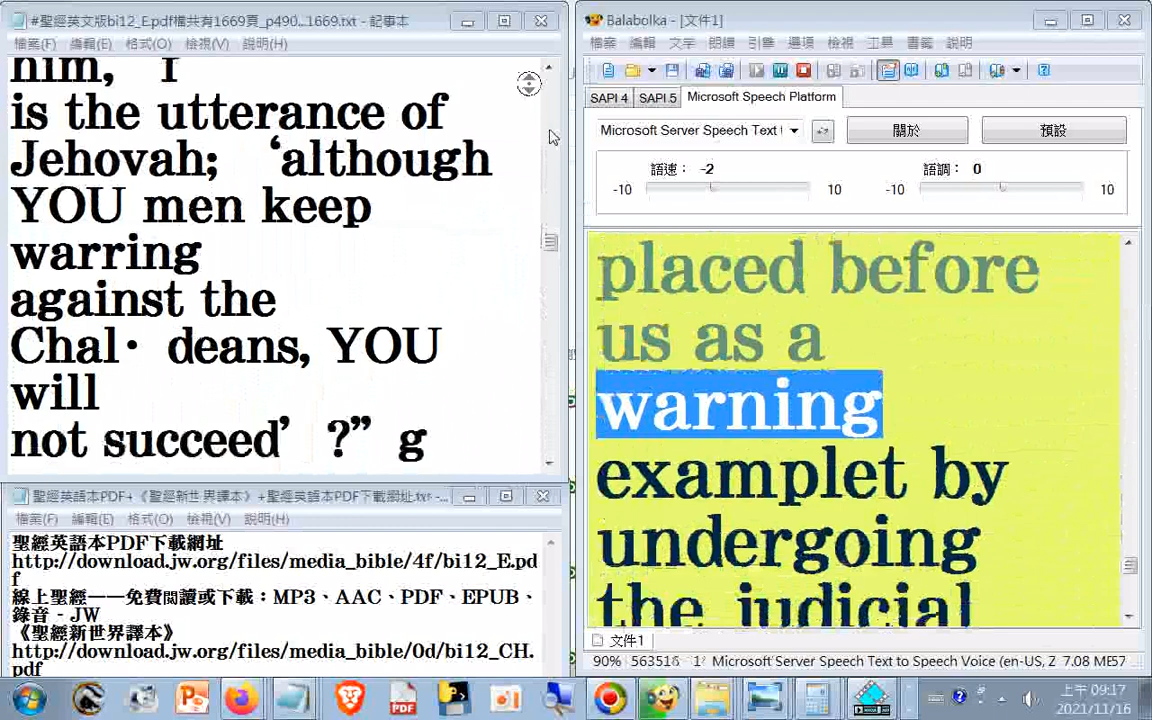 #聖經英文版bi12_E.pdf檔共有1669頁_p490...1669.txt - 記事本
檔案(F) 編輯(E) 格式(O) 檢視(V) 說明(H)
him, I
is the utterance of
Jehovah; ‘although
YOU men keep
warring
against the
Chal· deans, YOU
will
not succeed’ ?” g
聖經英語本PDF+《聖經新世界譯本》+聖經英語本PDF下載網址.txt -...
檔案(F) 編輯(E) 格式(O) 檢視(V) 說明(H)
聖經英語本PDF下載網址
http://download.jw.org/files/media_bible/4f/bi12_E.pd
f
線上聖經——免費閱讀或下載：MP3、AAC、PDF、EPUB、
錄音 - JW
《聖經新世界譯本》
http://download.jw.org/files/media_bible/0d/bi12_CH.
pdf
Balabolka - [文件1]
檔案 編輯 文字 朗讀 引擎 選項 檢視 工具 書籤 說明
SAPI 4 SAPI 5 Microsoft Speech Platform
Microsoft Server Speech Text 關於 預設
語速： -2 語調： 0
-10 10 -10 10
placed before
us as a
warning
examplet by
undergoing
the judicial
文件1
90% 563516 Microsoft Server Speech Text to Speech Voice (en-US, Z 7.08 ME57
上午 09:17
2021/11/16